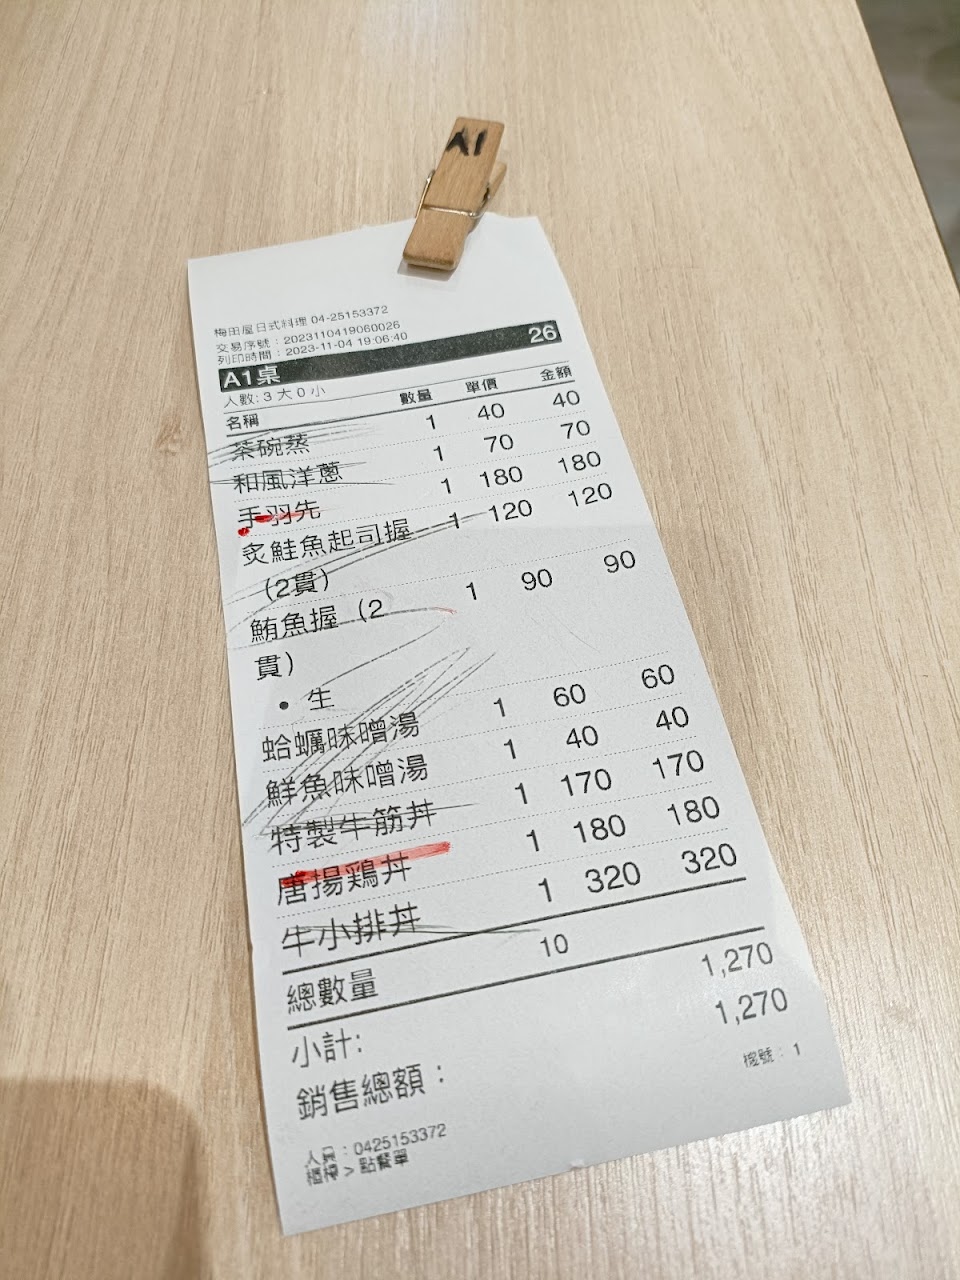 A1
梅田屋日式料理 04-25153372
交易序號：2023110419060026
列印時間：2023-11-04 19:06:40
A1桌 26
人數: 3 大 0 小
名稱 數量 單價 金額
茶碗蒸 1 40 40
和風洋蔥 1 70 70
手羽先 1 180 180
炙鮭魚起司握 1 120 120
（2貫）
鮪魚握（2 1 90 90
貫）
• 生
蛤蠣味噌湯 1 60 60
鮮魚味噌湯 1 40 40
特製牛筋丼 1 170 170
唐揚鶏丼 1 180 180
牛小排丼 1 320 320
總數量 10
小計: 1,270
銷售總額： 1,270
檯號：1
人員：0425153372
櫃檯 > 點餐單